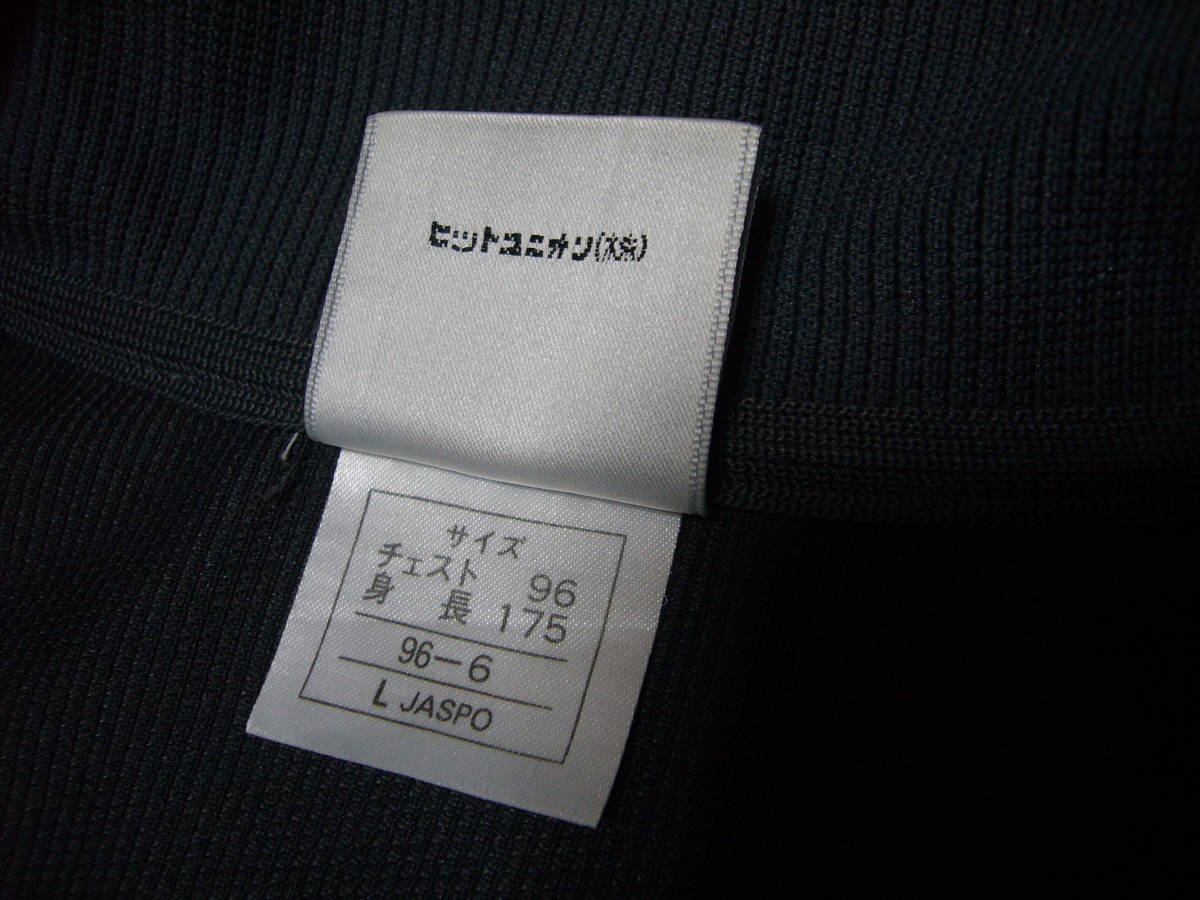 ヒットユニオン(株)
サイズ
チェスト 96
身長 175
96-6
L JASPO